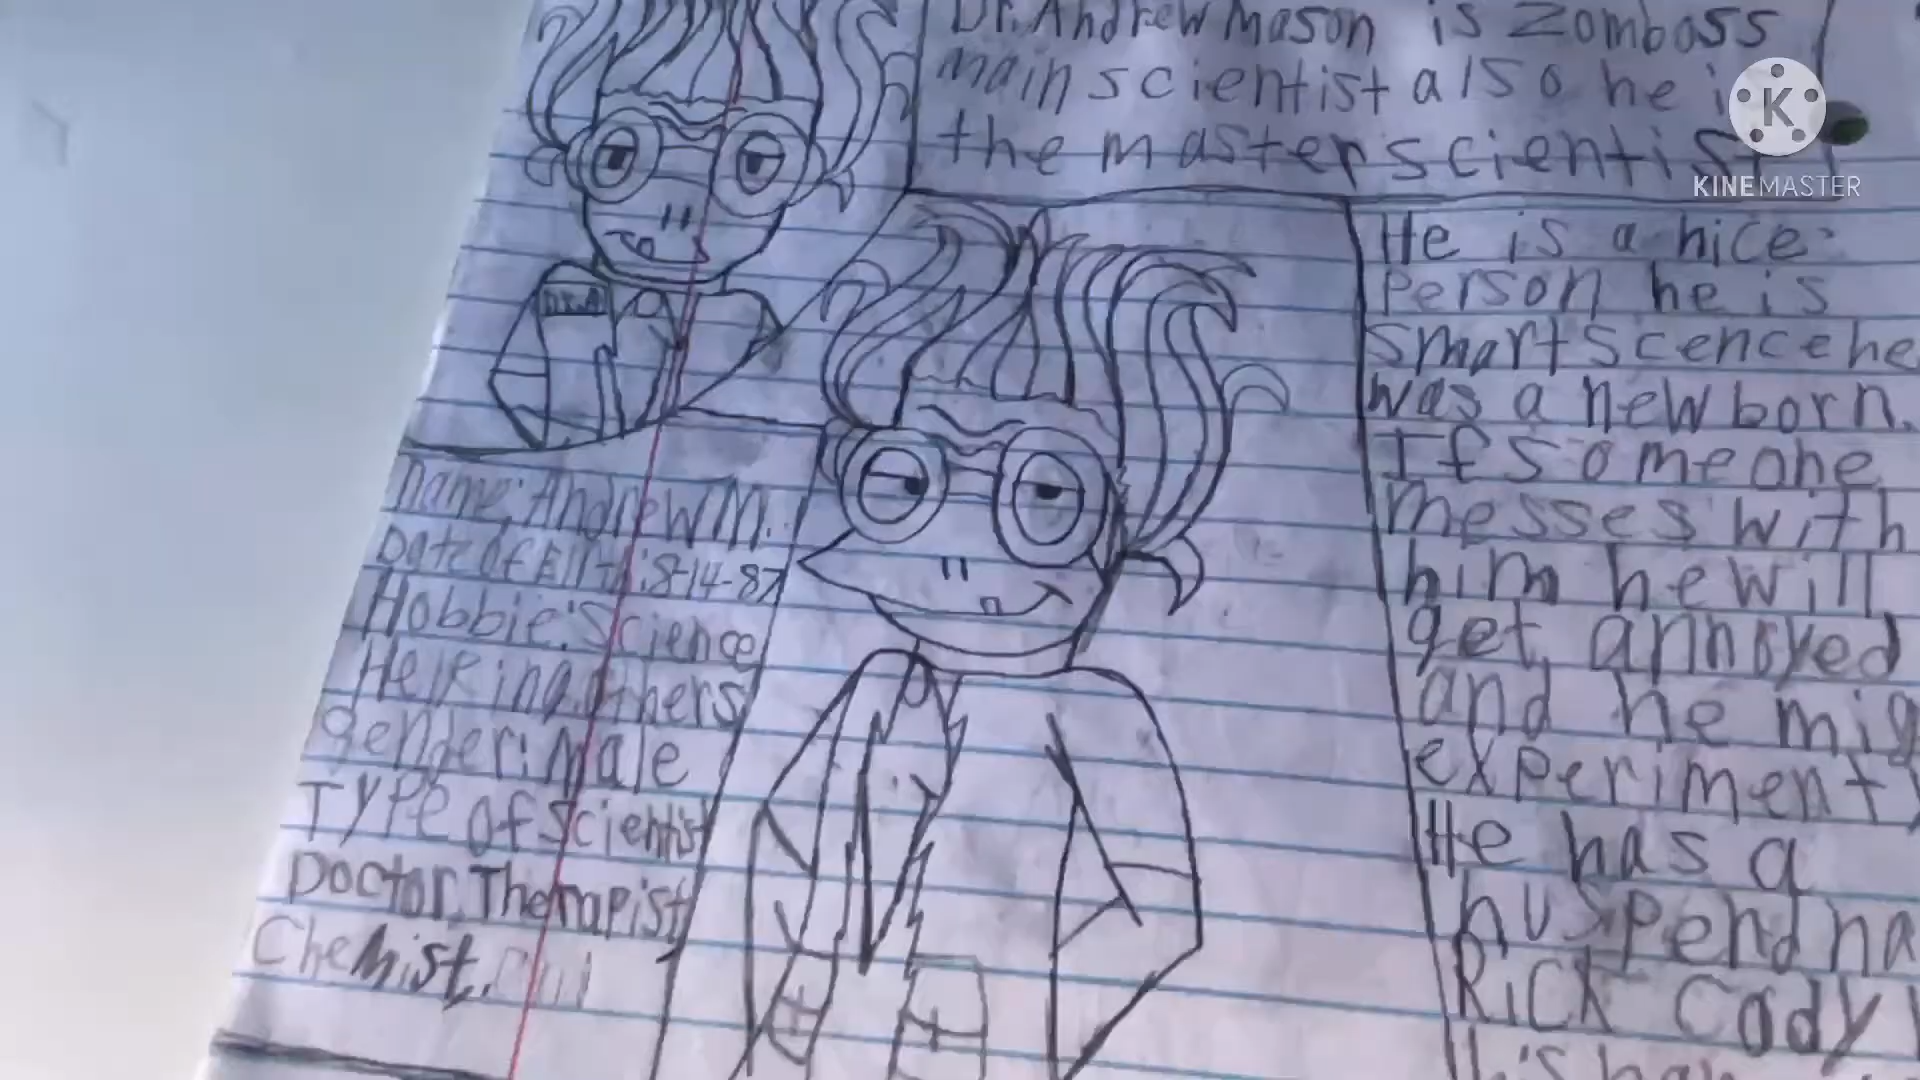 Dr. Andrew Mason is Zomboss
main scientist also he i
the master scientist
KINEMASTER
DR.A
Name: Andrew M.
Date of : 8-14-87
Hobbie: Science
Helping others
gender: male
Type of scientist
Doctor, Therapist
Chemist.
He is a nice
person he is
smart scence he
was a newborn.
If someone
messes with
him he will
get annoyed
and he mig
experiment
He has a
huspend na
Rick Cody